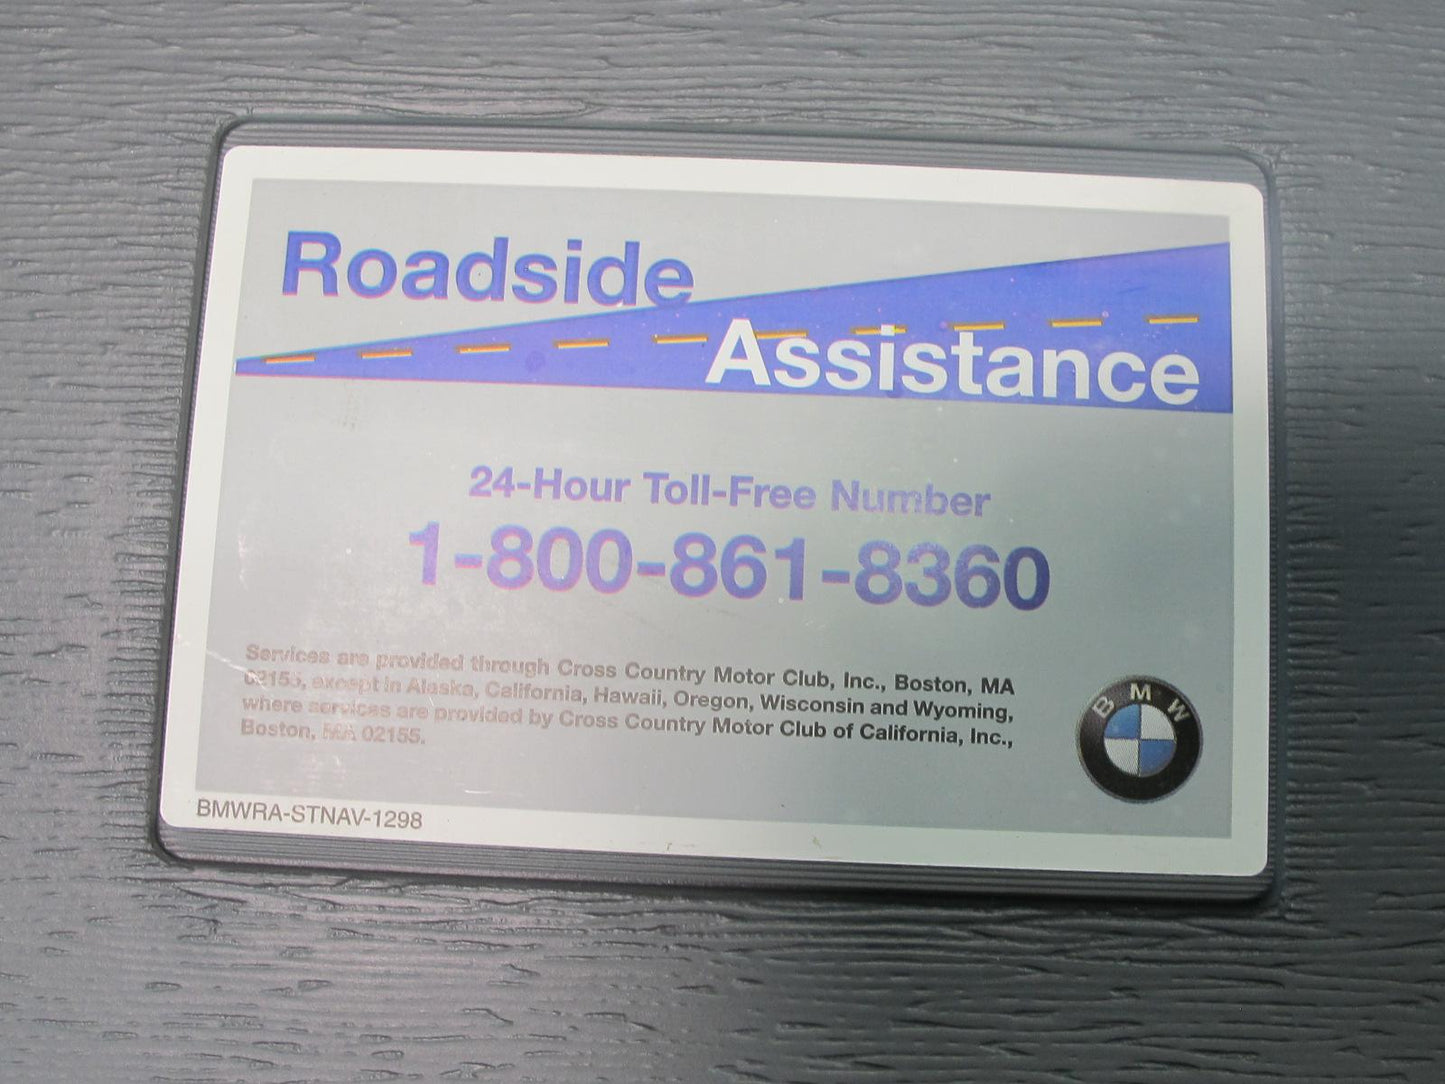 Roadside
Assistance
24-Hour Toll-Free Number
1-800-861-8360
Services are provided through Cross Country Motor Club, Inc., Boston, MA
02155, except in Alaska, California, Hawaii, Oregon, Wisconsin and Wyoming,
where services are provided by Cross Country Motor Club of California, Inc.,
Boston, MA 02155.
BMW
BMWRA-STNAV-1298